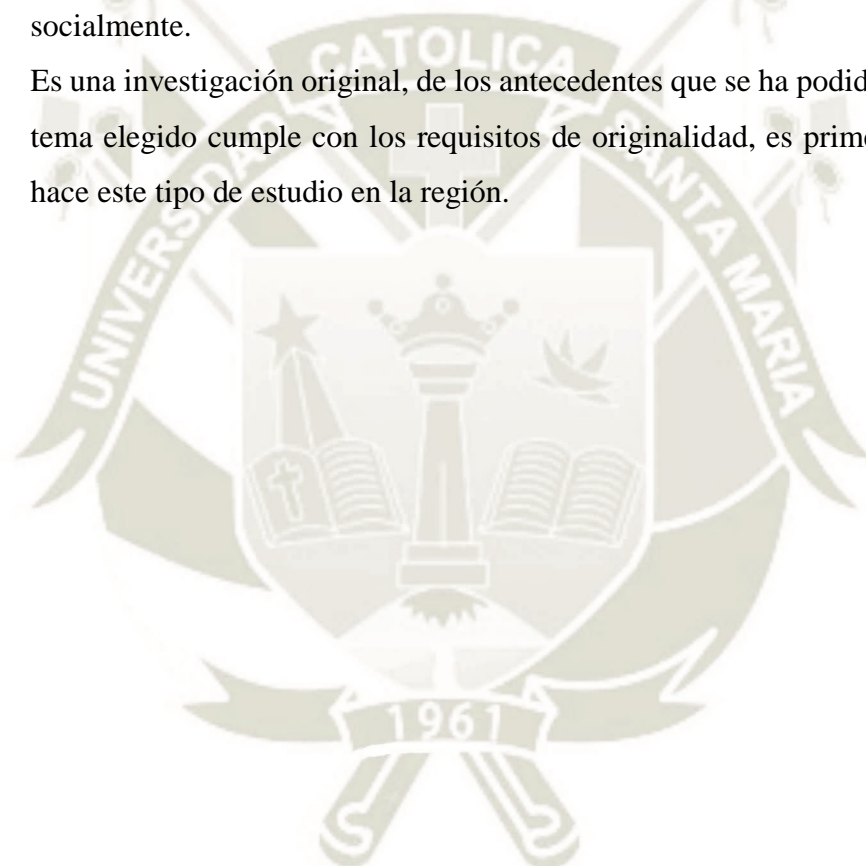 socialmente.
Es una investigación original, de los antecedentes que se ha podid
tema elegido cumple con los requisitos de originalidad, es prime
hace este tipo de estudio en la región.
UNIVERSIDAD CATOLICA SANTA MARIA
1961